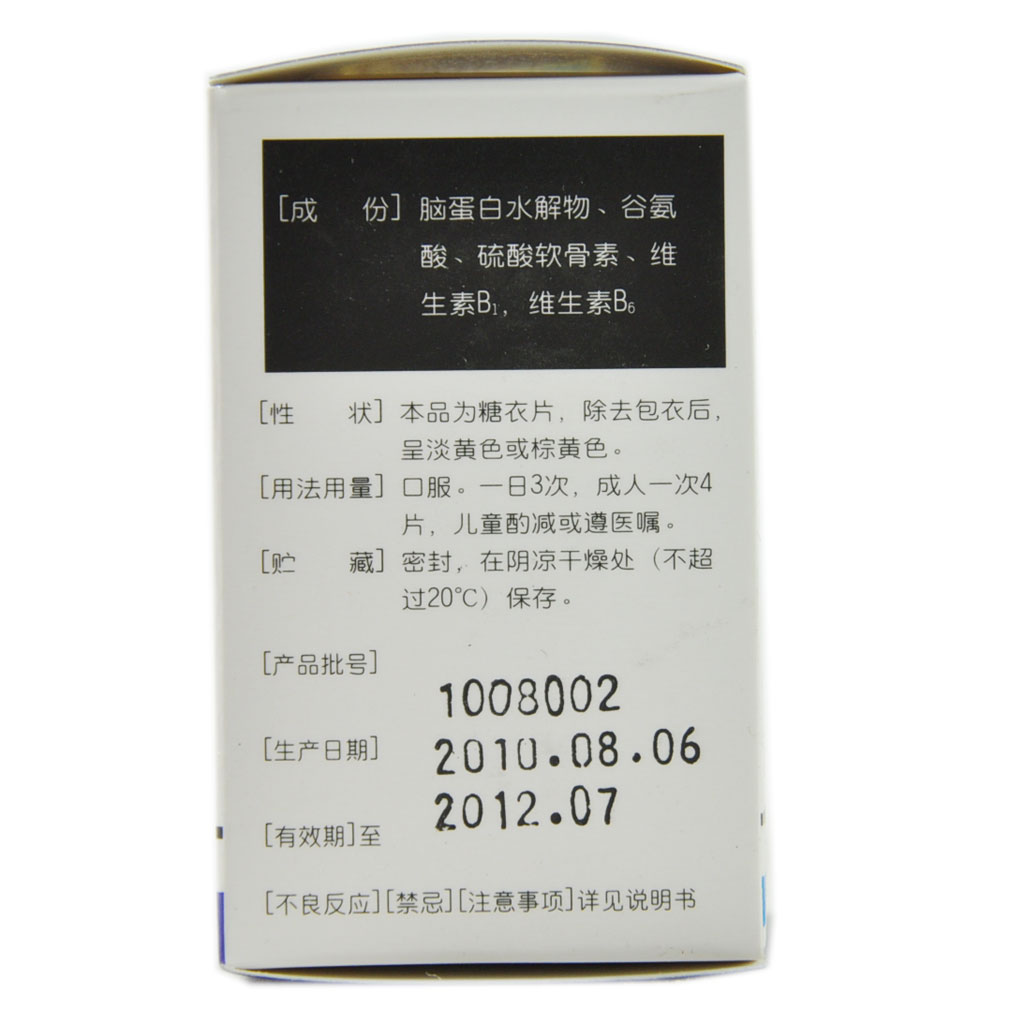 [成 份] 脑蛋白水解物、谷氨
酸、硫酸软骨素、维
生素B₁，维生素B₆
[性 状] 本品为糖衣片，除去包衣后，
呈淡黄色或棕黄色。
[用法用量] 口服。一日3次，成人一次4
片，儿童酌减或遵医嘱。
[贮 藏] 密封，在阴凉干燥处（不超
过20℃）保存。
[产品批号]
1008002
[生产日期] 2010.08.06
2012.07
[有效期]至
[不良反应][禁忌][注意事项]详见说明书